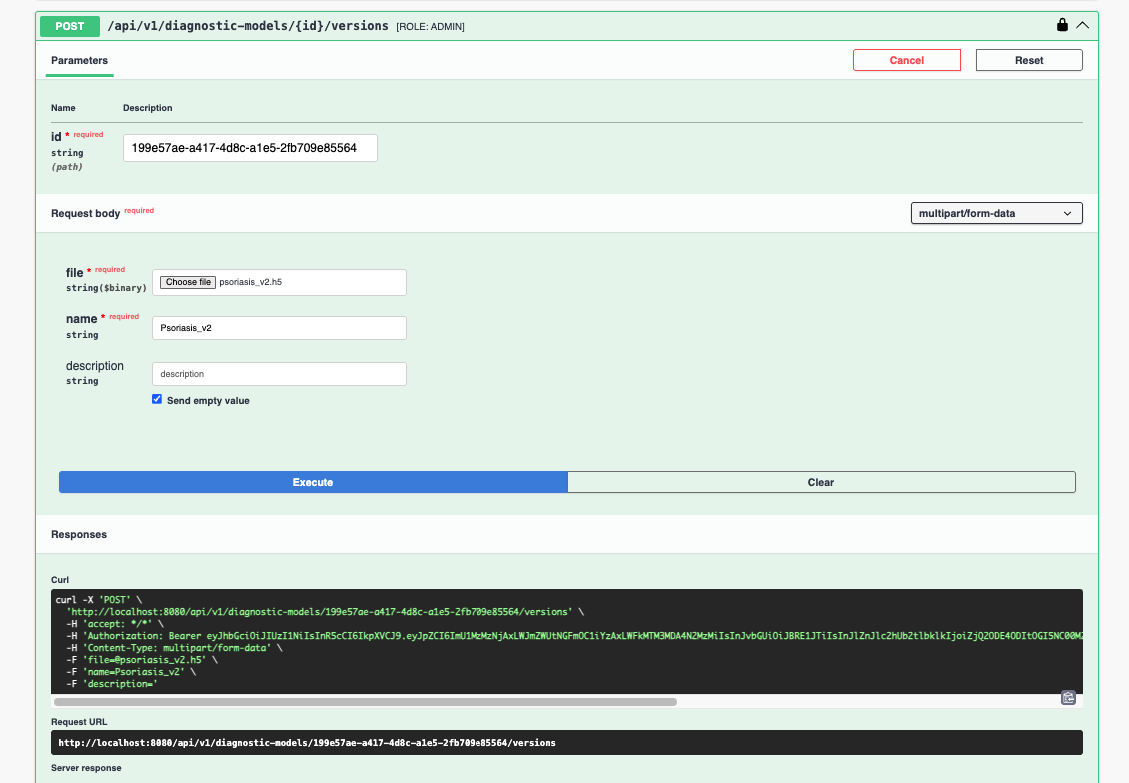 POST /api/v1/diagnostic-models/{id}/versions [ROLE: ADMIN]
Parameters
Cancel
Reset
Name Description
id * required
string
(path)
199e57ae-a417-4d8c-a1e5-2fb709e85564
Request body required
multipart/form-data
file * required
string($binary)
Choose file psoriasis_v2.h5
name * required
string
Psoriasis_v2
description
string
description
Send empty value
Execute
Clear
Responses
Curl
curl -X 'POST' \
'http://localhost:8080/api/v1/diagnostic-models/199e57ae-a417-4d8c-a1e5-2fb709e85564/versions' \
-H 'accept: */*' \
-H 'Authorization: Bearer
-H 'Content-Type: multipart/form-data' \
-F 'file=@psoriasis_v2.h5' \
-F 'name=Psoriasis_v2' \
-F 'description='
Request URL
http://localhost:8080/api/v1/diagnostic-models/199e57ae-a417-4d8c-a1e5-2fb709e85564/versions
Server response